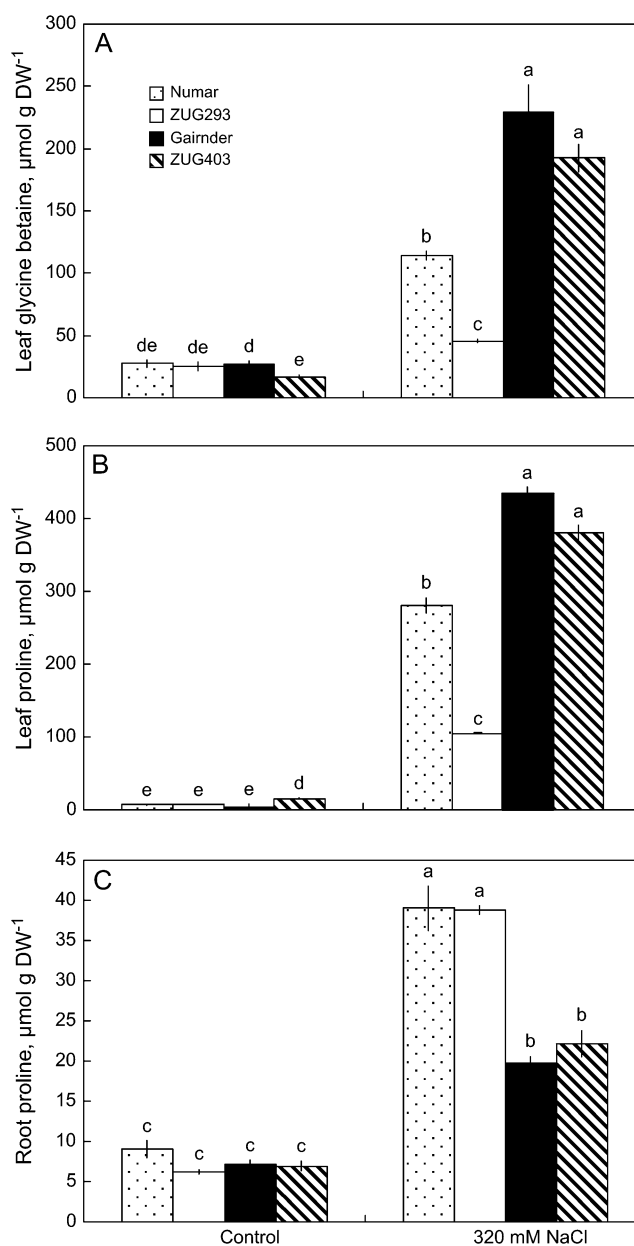 A
Leaf glycine betaine, µmol g DW-1
300
250
200
150
100
50
0
Numar
ZUG293
Gairnder
ZUG403
de
de
d
e
b
c
a
a
B
Leaf proline, µmol g DW-1
500
400
300
200
100
0
e
e
e
d
b
c
a
a
C
Root proline, µmol g DW-1
45
40
35
30
25
20
15
10
5
0
c
c
c
c
a
a
b
b
Control
320 mM NaCl